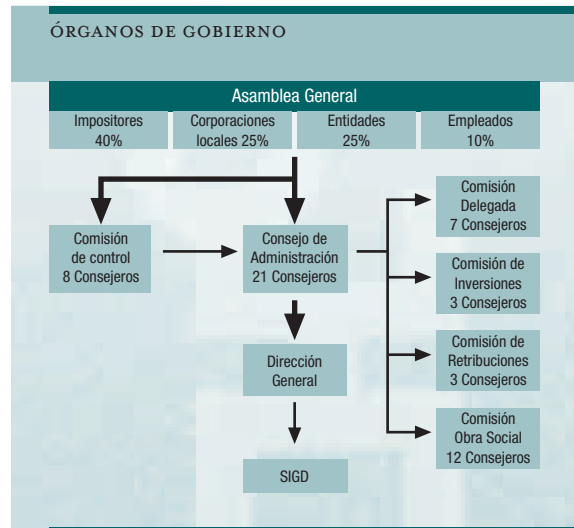 ÓRGANOS DE GOBIERNO
Asamblea General
Impositores
40%
Corporaciones
locales 25%
Entidades
25%
Empleados
10%
Comisión
de control
8 Consejeros
Consejo de
Administración
21 Consejeros
Comisión
Delegada
7 Consejeros
Comisión de
Inversiones
3 Consejeros
Comisión de
Retribuciones
3 Consejeros
Comisión
Obra Social
12 Consejeros
Dirección
General
SIGD